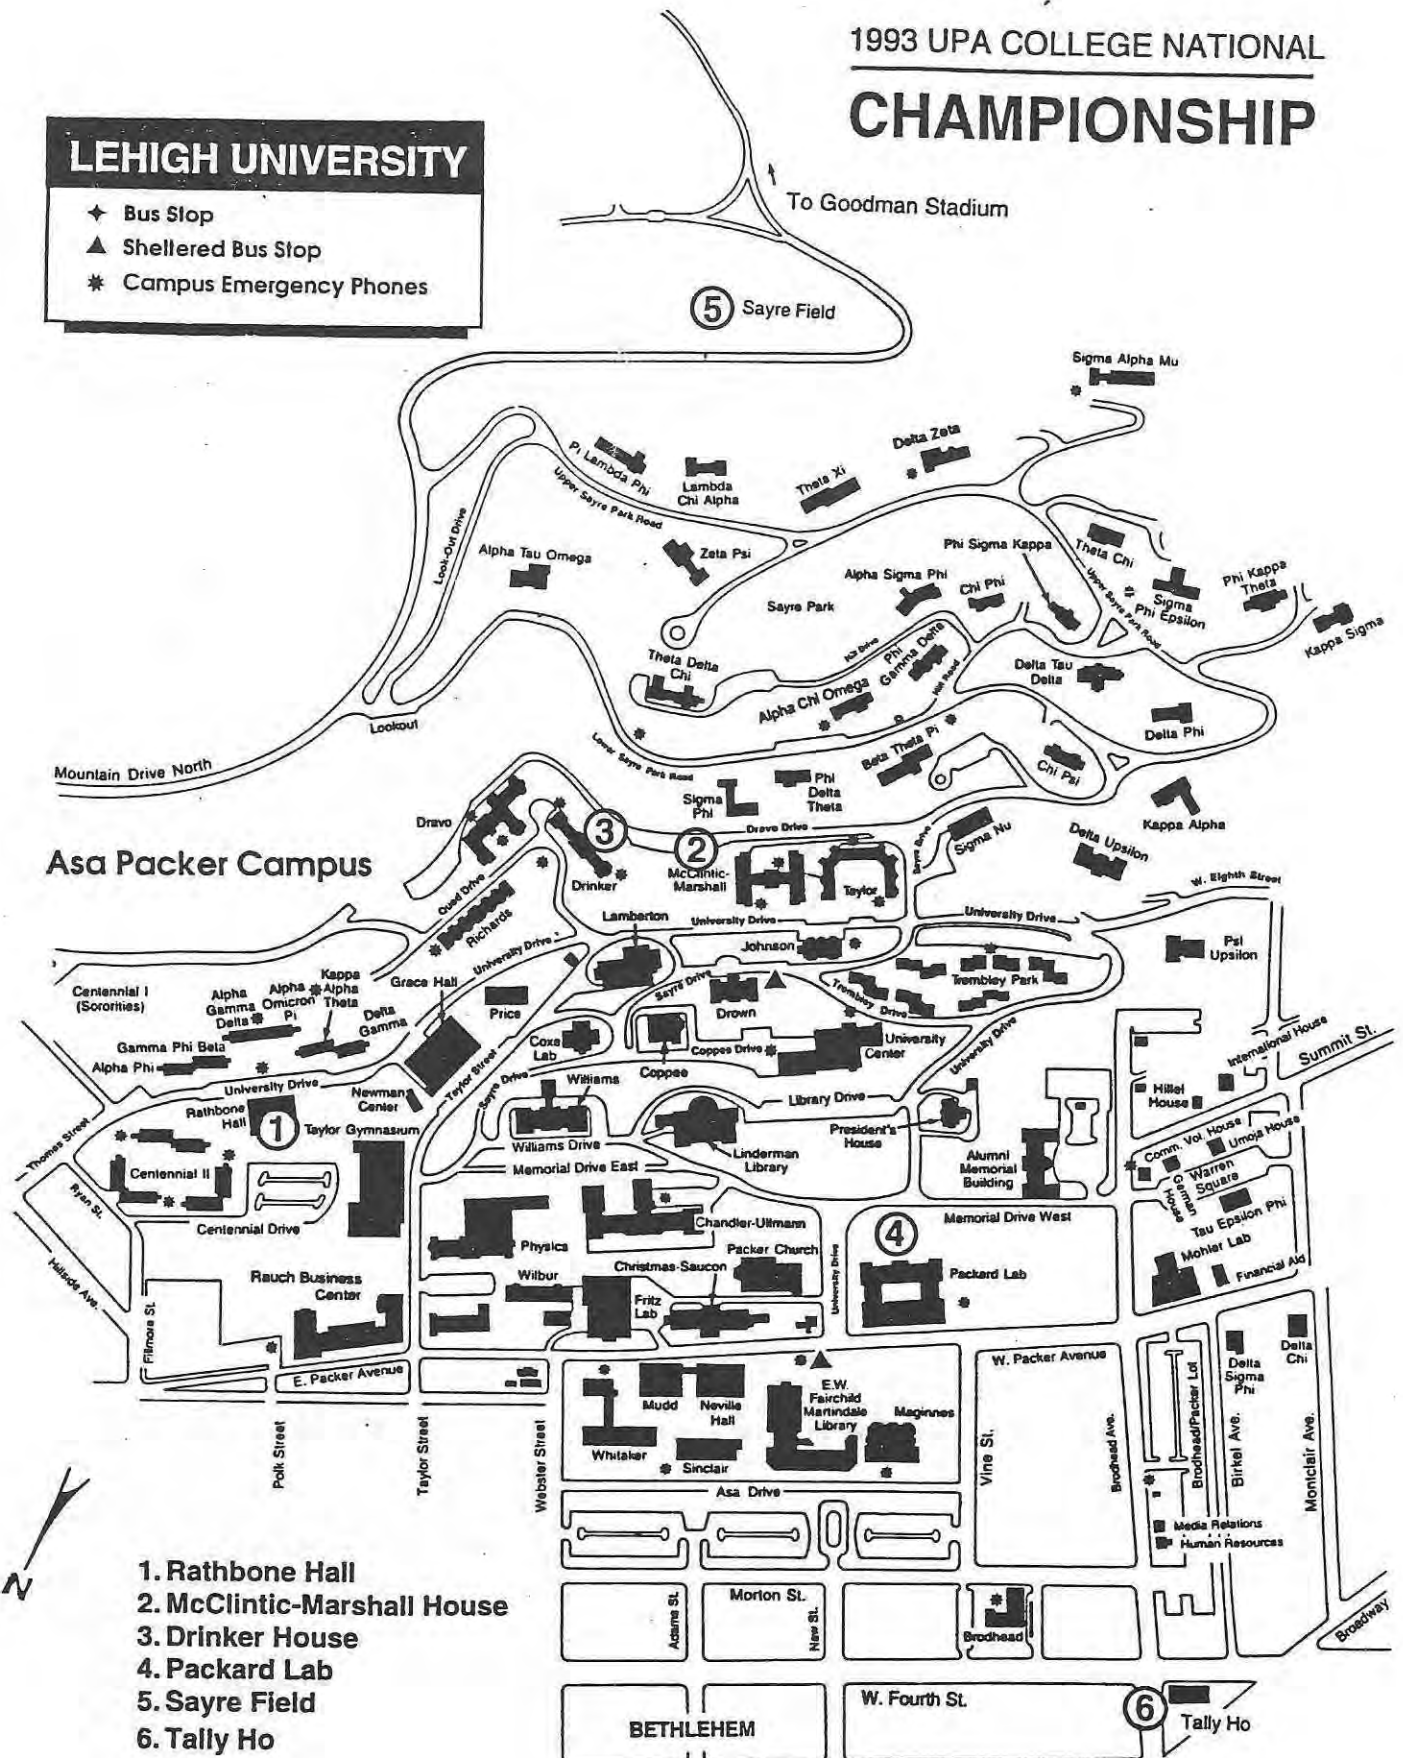 1993 UPA COLLEGE NATIONAL
CHAMPIONSHIP
LEHIGH UNIVERSITY
Bus Stop
Sheltered Bus Stop
Campus Emergency Phones
To Goodman Stadium
5
Sayre Field
Sigma Alpha Mu
Delta Zeta
Pi Lambda Phi
Lambda
Chi Alpha
Theta Xi
Upper Sayre Park Road
Look-Out Drive
Alpha Tau Omega
Zeta Psi
Phi Sigma Kappa
Theta Chi
Alpha Sigma Phi
Chi Phi
Sayre Park
Upper Sayre Park Road
Sigma
Phi Epsilon
Phi Kappa
Theta
Kappa Sigma
Theta Delta
Chi
Hill Drive
Phi
Gamma Delta
Alpha Chi Omega
Hill Road
Delta Tau
Delta
Delta Phi
Lookout
Mountain Drive North
Lower Sayre Park Road
Beta Theta Pi
Chi Psi
Sigma
Phi
Phi
Delta
Theta
Kappa Alpha
Dravo
3
2
Dravo Drive
Sayre Drive
Sigma Nu
Delta Upsilon
Asa Packer Campus
Drinker
McClintic-
Marshall
Taylor
W. Eighth Street
Quad Drive
Richards
Lamberton
University Drive
University Drive
University Drive
Johnson
Psi
Upsilon
Centennial I
(Sororities)
Alpha
Gamma
Delta
Alpha
Omicron
Pi
Kappa
Alpha
Theta
Delta
Gamma
Grace Hall
Price
Sayre Drive
Drown
Trembley Drive
Trembley Park
Gamma Phi Beta
Alpha Phi
Coxe
Lab
Coppee Drive
Coppee
University
Center
University Drive
International House
Summit St.
University Drive
Newman
Center
Taylor Street
Sayre Drive
Williams
Library Drive
Hillel
House
Rathbone
Hall
1
Taylor Gymnasium
Williams Drive
Linderman
Library
President's
House
Alumni
Memorial
Building
Comm. Vol. House
Umoja House
Thomas Street
Centennial II
Memorial Drive East
Warren
Square
German
House
Ryan St.
Centennial Drive
Chandler-Ullmann
4
Memorial Drive West
Tau Epsilon Phi
Physics
Packer Church
University Drive
Mohler Lab
Hillside Ave.
Rauch Business
Center
Wilbur
Christmas-Saucon
Packard Lab
Financial Aid
Fillmore St.
Fritz
Lab
E. Packer Avenue
W. Packer Avenue
Delta
Sigma
Phi
Delta
Chi
Mudd
Neville
Hall
E.W.
Fairchild
Martindale
Library
Maginnes
Whitaker
Sinclair
Polk Street
Taylor Street
Webster Street
Vine St.
Brodhead Ave.
Brodhead/Packer Lot
Birkel Ave.
Montclair Ave.
Asa Drive
Media Relations
Human Resources
N
Adams St.
Morton St.
New St.
Brodhead
Broadway
1. Rathbone Hall
2. McClintic-Marshall House
3. Drinker House
4. Packard Lab
5. Sayre Field
6. Tally Ho
BETHLEHEM
W. Fourth St.
6
Tally Ho